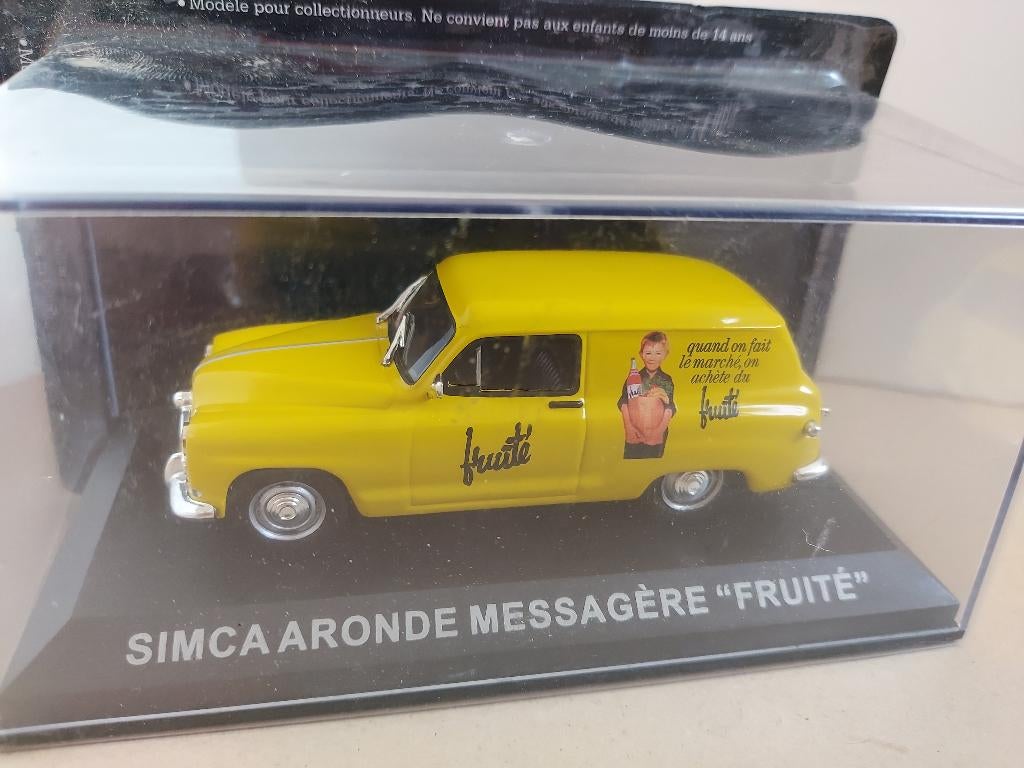 • Modèle pour collectionneurs. Ne convient pas aux enfants de moins de 14 ans
quand on fait
le marché, on
achète du
fruité
fruité
SIMCA ARONDE MESSAGÈRE “FRUITÉ”